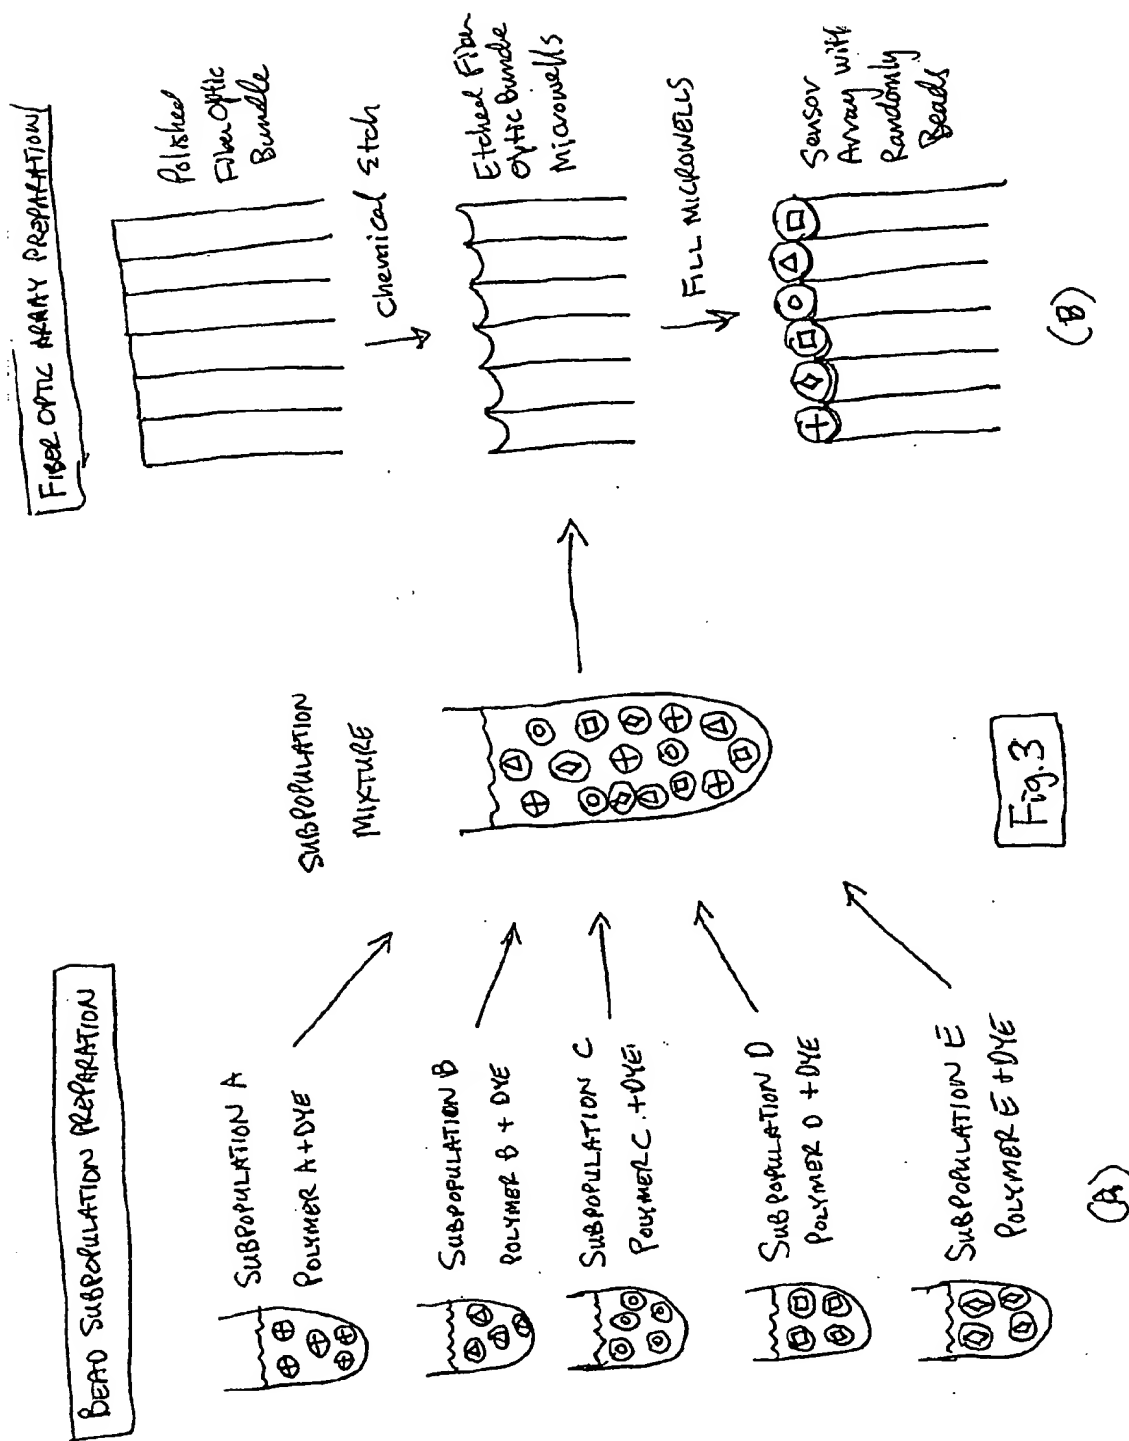 BEAD SUBPOPULATION PREPARATION
SUBPOPULATION A
POLYMER A + DYE
SUBPOPULATION B
POLYMER B + DYE
SUBPOPULATION C
POLYMER C. + DYE
SUBPOPULATION D
POLYMER D + DYE
SUBPOPULATION E
POLYMER E + DYE
(A)
SUBPOPULATION
MIXTURE
Fig. 3
FIBER OPTIC ARRAY PREPARATION
Polished
Fiber Optic
Bundle
Chemical Etch
Etched Fiber
Optic Bundle
Microwells
FILL MICROWELLS
Sensor
Array with
Randomly
Beads
(B)